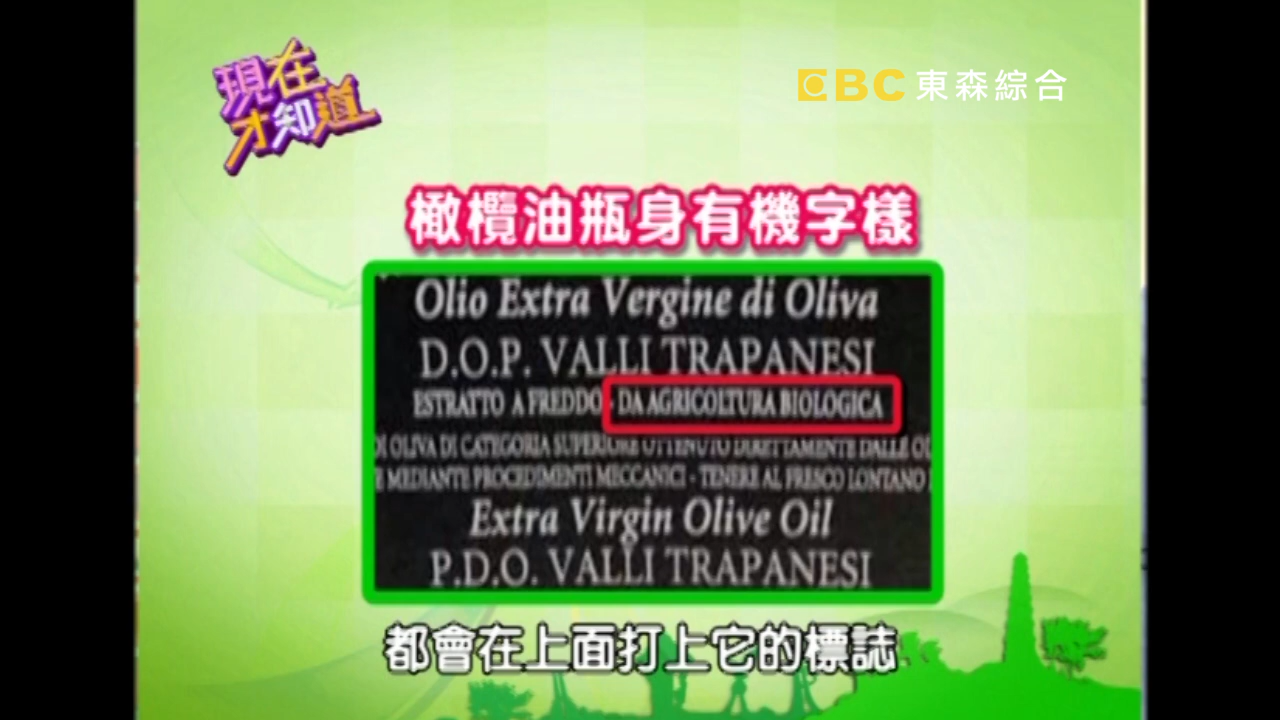 現在
才知道
EBC 東森綜合
橄欖油瓶身有機字樣
Olio Extra Vergine di Oliva
D.O.P. VALLI TRAPANESI
ESTRATTO A FREDDO - DA AGRICOLTURA BIOLOGICA
DI OLIVA DI CATEGORIA SUPERIORE OTTENUTO DIRETTAMENTE DALLE
E MEDIANTE PROCEDIMENTI MECCANICI - TENERE AL FRESCO LONTANO
Extra Virgin Olive Oil
P.D.O. VALLI TRAPANESI
都會在上面打上它的標誌